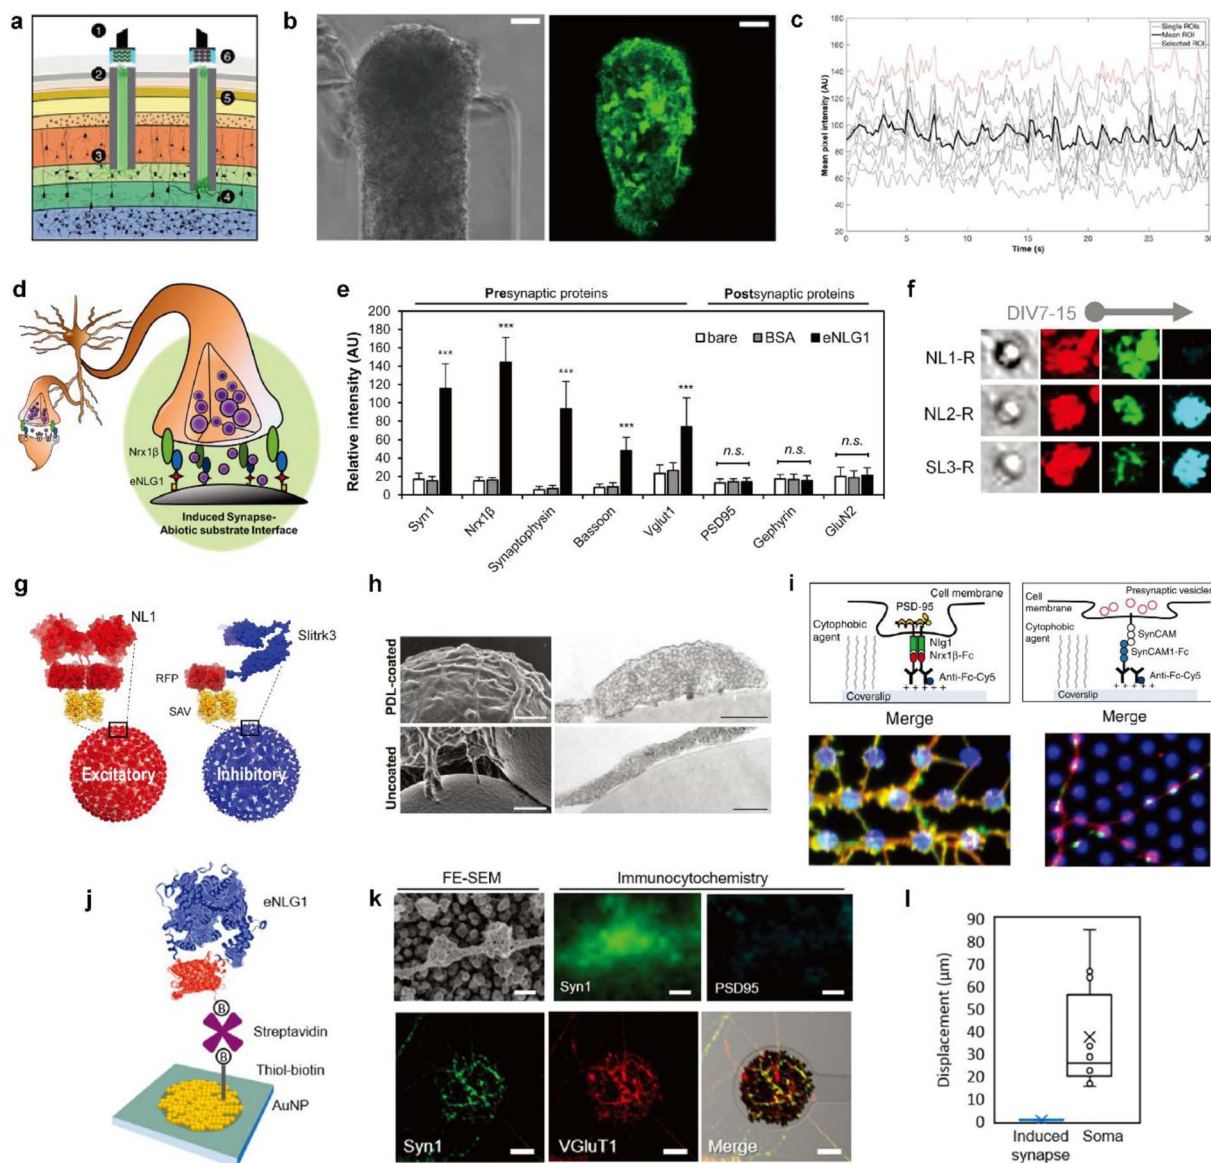 a
1
2
3
4
5
6
b
c
Mean pixel intensity (AU)
180
160
140
120
100
80
60
40
20
0
5
10
15
20
25
30
Time (s)
Single ROIs
Mean ROI
Selected ROI
d
Nrx1β
eNLG1
Induced Synapse-
Abiotic substrate Interface
e
Presynaptic proteins
Postsynaptic proteins
bare
BSA
eNLG1
Relative intensity (AU)
200
180
160
140
120
100
80
60
40
20
0
***
***
***
***
***
n.s.
n.s.
n.s.
Syn1
Nrx1β
Synaptophysin
Bassoon
Vglut1
PSD95
Gephyrin
GluN2
f
DIV7-15
NL1-R
NL2-R
SL3-R
g
NL1
Slitrk3
RFP
SAV
Excitatory
Inhibitory
h
PDL-coated
Uncoated
i
Cell membrane
PSD-95
Cytophobic
agent
Nlg1
Nrx1β-Fc
Anti-Fc-Cy5
+ + + + +
Coverslip
Presynaptic vesicles
Cell
membrane
Cytophobic
agent
SynCAM
SynCAM1-Fc
Anti-Fc-Cy5
+ + + + +
Coverslip
Merge
Merge
j
eNLG1
B
Streptavidin
B
Thiol-biotin
AuNP
k
FE-SEM
Immunocytochemistry
Syn1
PSD95
Syn1
VGluT1
Merge
l
Displacement (µm)
90
80
70
60
50
40
30
20
10
0
Induced
synapse
Soma